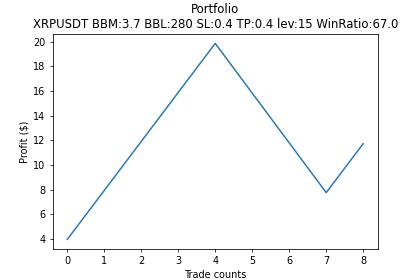 Portfolio
XRPUSDT BBM:3.7 BBL:280 SL:0.4 TP:0.4 lev:15 WinRatio:67.0
20
18
16
14
12
10
8
6
4
Profit ($)
0 1 2 3 4 5 6 7 8
Trade counts